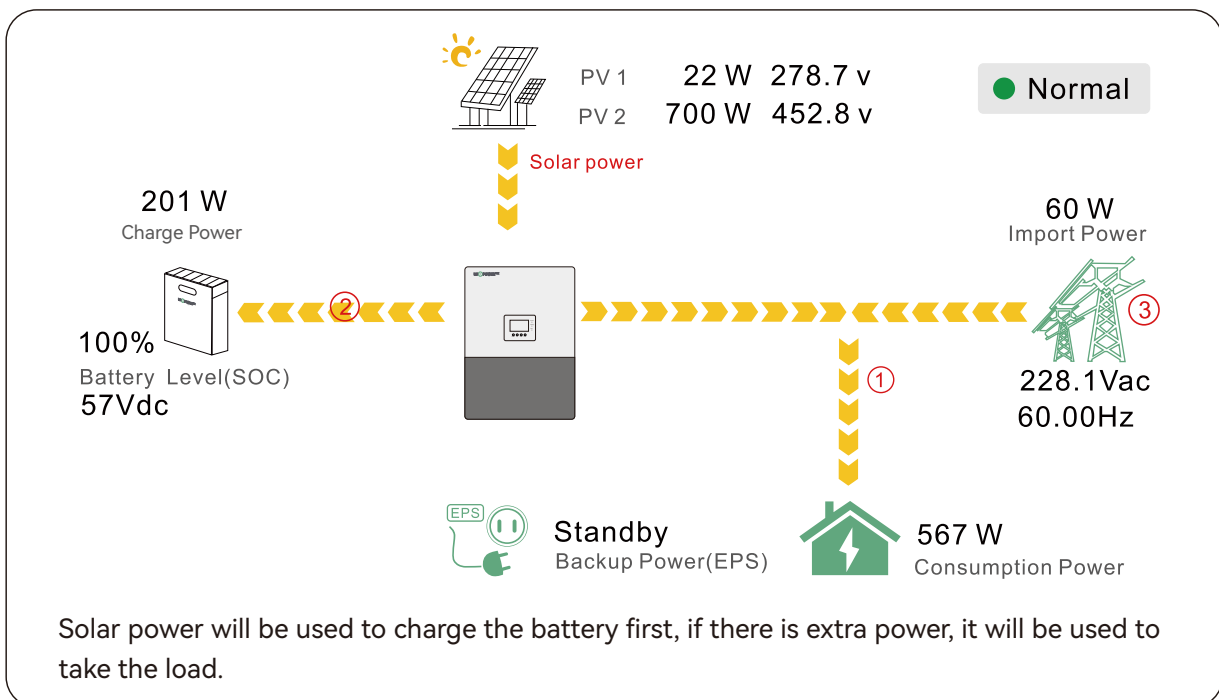 PV 1 22 W 278.7 v
PV 2 700 W 452.8 v
Normal
Solar power
201 W
Charge Power
60 W
Import Power
②
③
100%
Battery Level(SOC)
57Vdc
①
228.1Vac
60.00Hz
EPS
Standby
Backup Power(EPS)
567 W
Consumption Power
Solar power will be used to charge the battery first, if there is extra power, it will be used to
take the load.